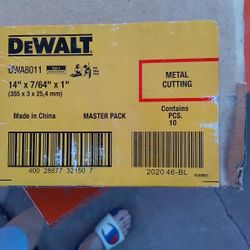 DEWALT
DWA8011
14" x 7/64" x 1"
(355 x 3 x 25,4 mm)
METAL
CUTTING
Contains
PCS.
10
Made in China
MASTER PACK
400 28877 32150 7
2020 46-BL